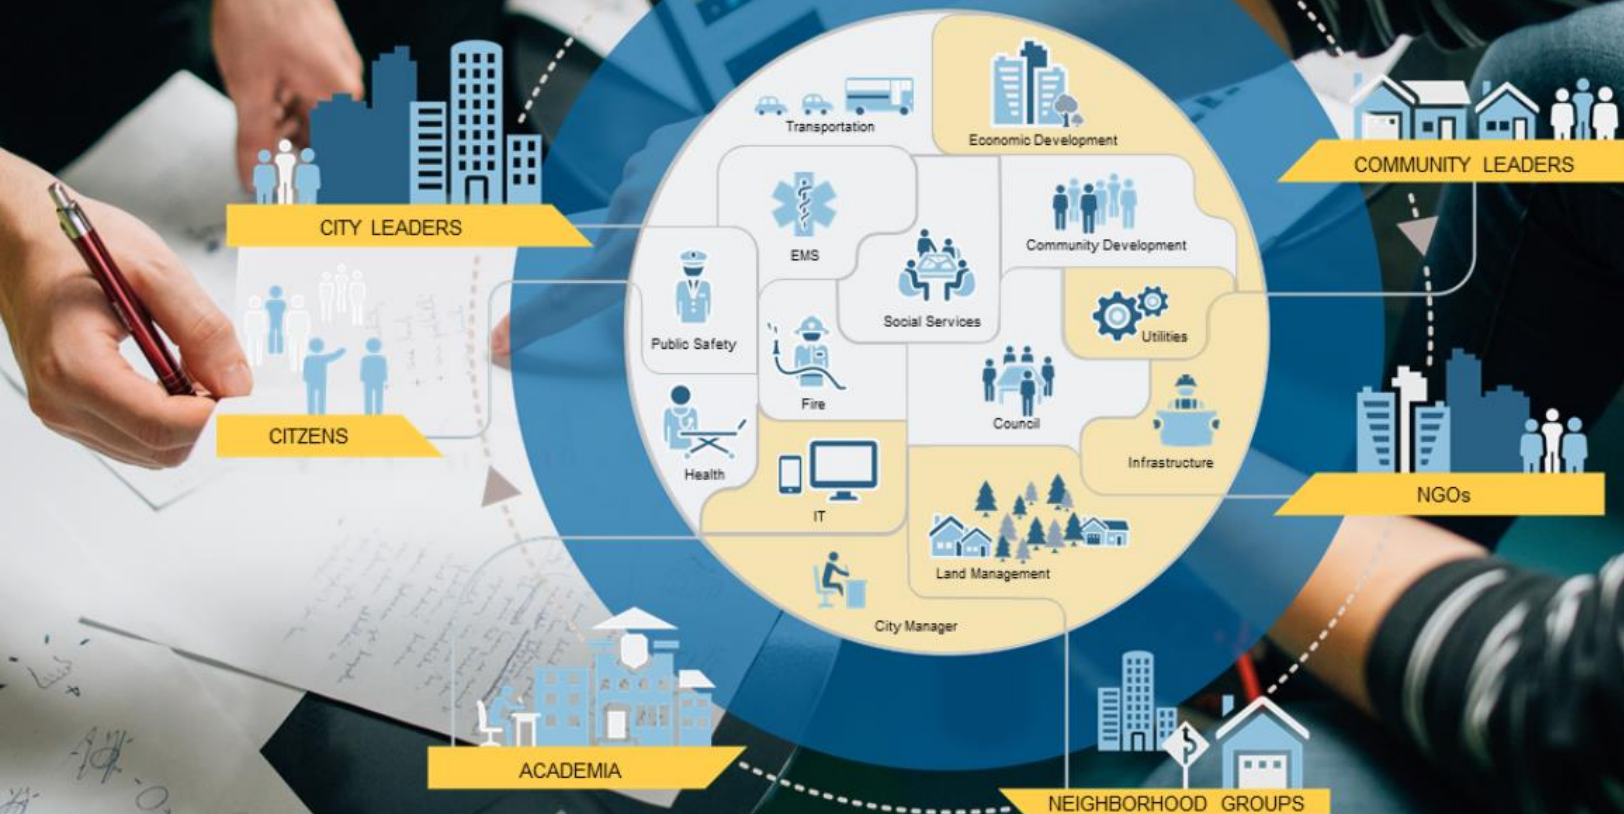 Transportation
Economic Development
COMMUNITY LEADERS
CITY LEADERS
EMS
Community Development
Social Services
Public Safety
Utilities
Fire
Council
CITZENS
Health
Infrastructure
IT
NGOs
Land Management
City Manager
ACADEMIA
NEIGHBORHOOD GROUPS